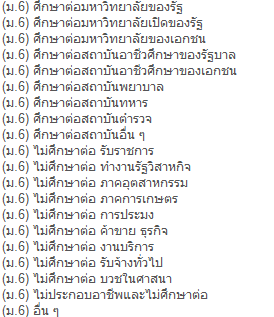 (ม.6) ศึกษาต่อมหาวิทยาลัยของรัฐ
(ม.6) ศึกษาต่อมหาวิทยาลัยเปิดของรัฐ
(ม.6) ศึกษาต่อมหาวิทยาลัยของเอกชน
(ม.6) ศึกษาต่อสถาบันอาชีวศึกษาของรัฐบาล
(ม.6) ศึกษาต่อสถาบันอาชีวศึกษาของเอกชน
(ม.6) ศึกษาต่อสถาบันพยาบาล
(ม.6) ศึกษาต่อสถาบันทหาร
(ม.6) ศึกษาต่อสถาบันตำรวจ
(ม.6) ศึกษาต่อสถาบันอื่น ๆ
(ม.6) ไม่ศึกษาต่อ รับราชการ
(ม.6) ไม่ศึกษาต่อ ทำงานรัฐวิสาหกิจ
(ม.6) ไม่ศึกษาต่อ ภาคอุตสาหกรรม
(ม.6) ไม่ศึกษาต่อ ภาคการเกษตร
(ม.6) ไม่ศึกษาต่อ การประมง
(ม.6) ไม่ศึกษาต่อ ค้าขาย ธุรกิจ
(ม.6) ไม่ศึกษาต่อ งานบริการ
(ม.6) ไม่ศึกษาต่อ รับจ้างทั่วไป
(ม.6) ไม่ศึกษาต่อ บวชในศาสนา
(ม.6) ไม่ประกอบอาชีพและไม่ศึกษาต่อ
(ม.6) อื่น ๆ